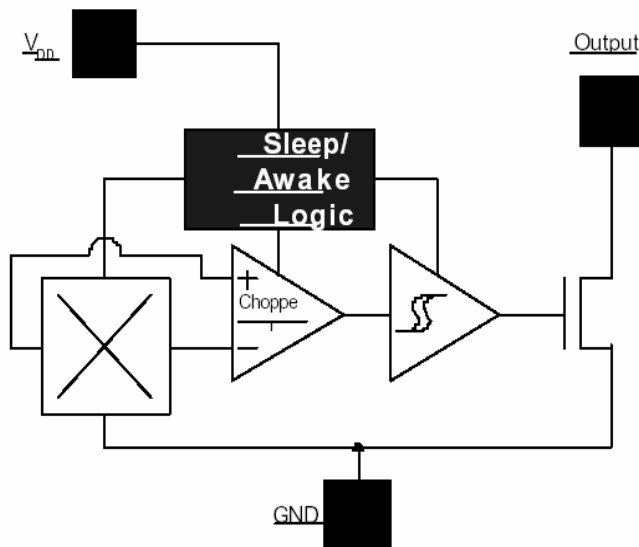 VDD
Output
Sleep/
Awake
Logic
+
Choppe
r
−
GND